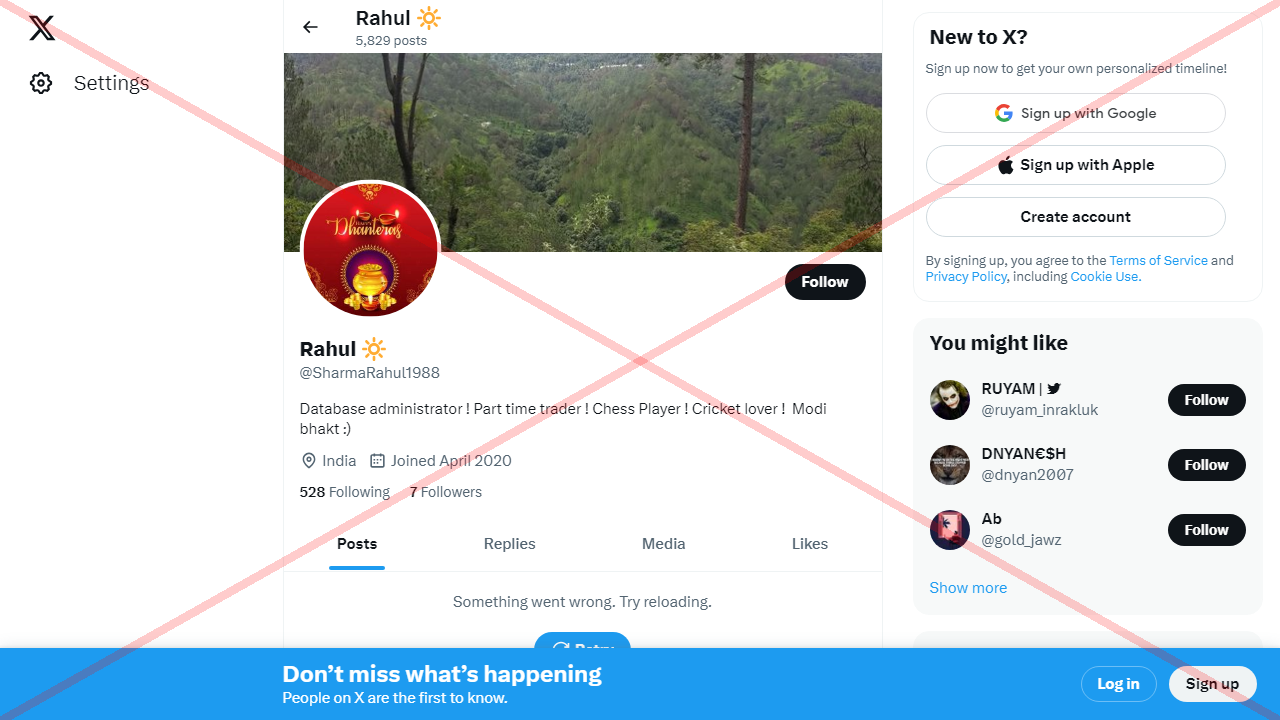 Settings
Rahul
5,829 posts
HAPPY
Dhanteras
Follow
Rahul
@SharmaRahul1988
Database administrator ! Part time trader ! Chess Player ! Cricket lover !  Modi
bhakt :)
India Joined April 2020
528 Following 7 Followers
Posts Replies Media Likes
Something went wrong. Try reloading.
Retry
New to X?
Sign up now to get your own personalized timeline!
Sign up with Google
Sign up with Apple
Create account
By signing up, you agree to the Terms of Service and
Privacy Policy, including Cookie Use.
You might like
RUYAM |
@ruyam_inrakluk
Follow
DNYAN€$H
@dnyan2007
Follow
Ab
@gold_jawz
Follow
Show more
Don’t miss what’s happening
People on X are the first to know.
Log in Sign up